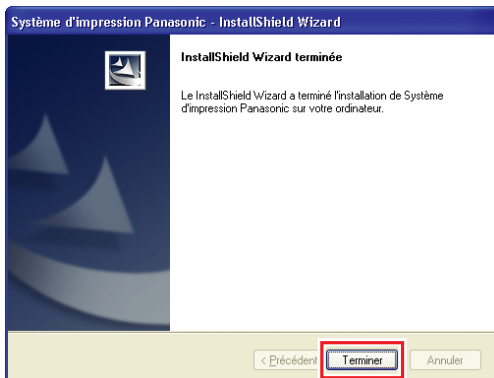 Système d'impression Panasonic - InstallShield Wizard
InstallShield Wizard terminée
Le InstallShield Wizard a terminé l'installation de Système
d'impression Panasonic sur votre ordinateur.
< Précédent Terminer Annuler